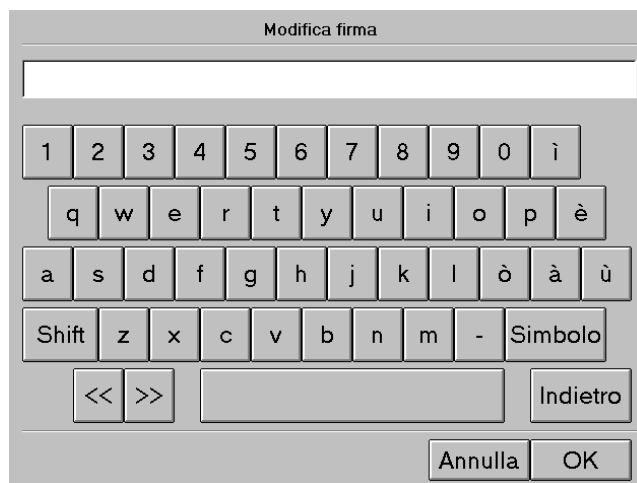 Modifica firma
1 2 3 4 5 6 7 8 9 0 ì
q w e r t y u i o p è
a s d f g h j k l ò à ù
Shift z x c v b n m - Simbolo
<< >> Indietro
Annulla OK